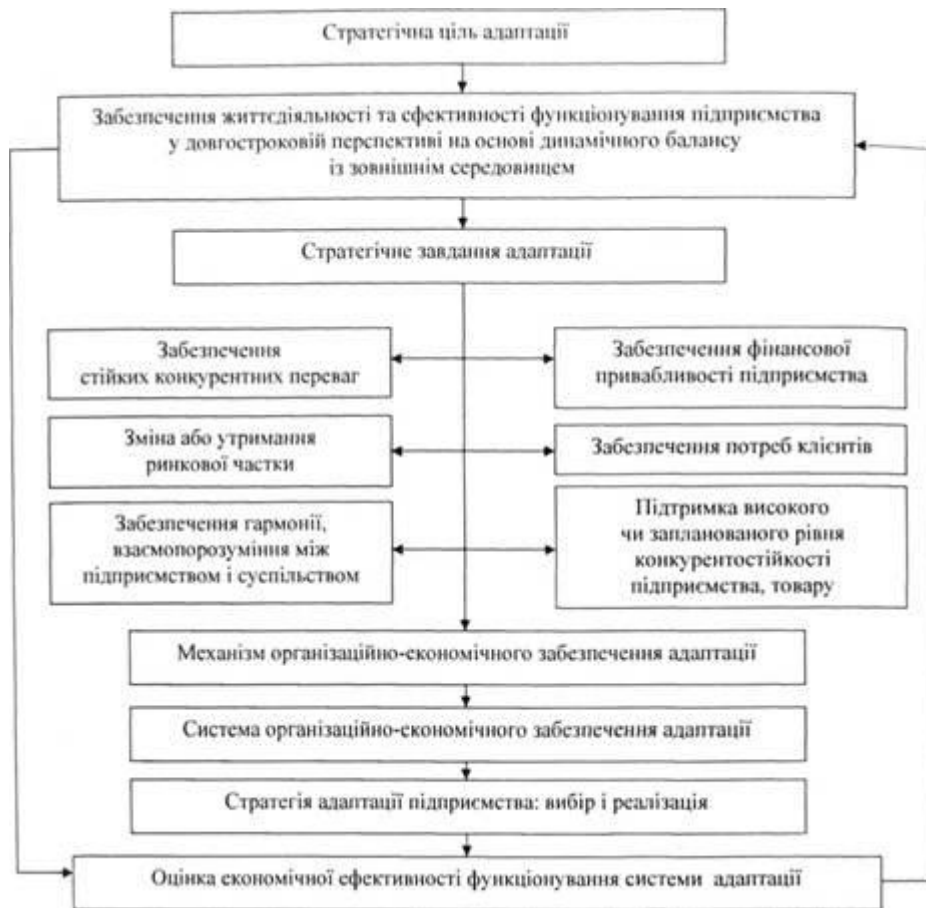 Стратегічна ціль адаптації
Забезпечення життєдіяльності та ефективності функціонування підприємства
у довгостроковій перспективі на основі динамічного балансу
із зовнішнім середовищем
Стратегічне завдання адаптації
Забезпечення
стійких конкурентних переваг
Забезпечення фінансової
привабливості підприємства
Зміна або утримання
ринкової частки
Забезпечення потреб клієнтів
Забезпечення гармонії,
взаємопорозуміння між
підприємством і суспільством
Підтримка високого
чи запланованого рівня
конкурентостійкості
підприємства, товару
Механізм організаційно-економічного забезпечення адаптації
Система організаційно-економічного забезпечення адаптації
Стратегія адаптації підприємства: вибір і реалізація
Оцінка економічної ефективності функціонування системи адаптації